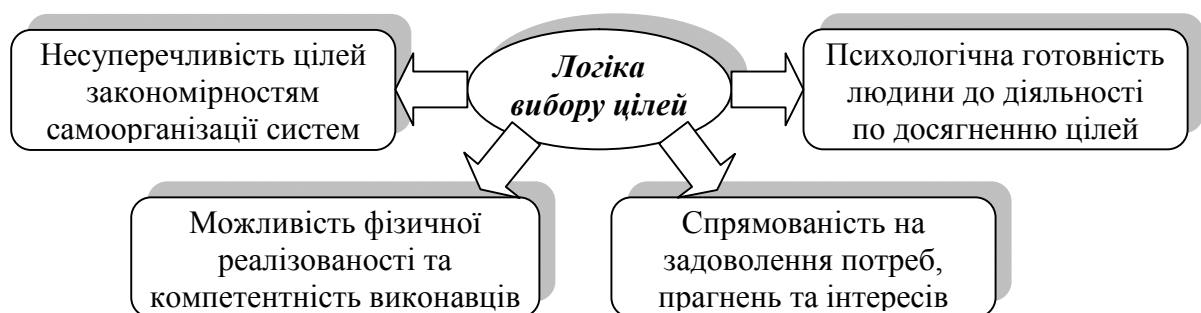 Несуперечливість цілей
закономірностям
самоорганізації систем
Логіка
вибору цілей
Психологічна готовність
людини до діяльності
по досягненню цілей
Можливість фізичної
реалізованості та
компетентність виконавців
Спрямованість на
задоволення потреб,
прагнень та інтересів